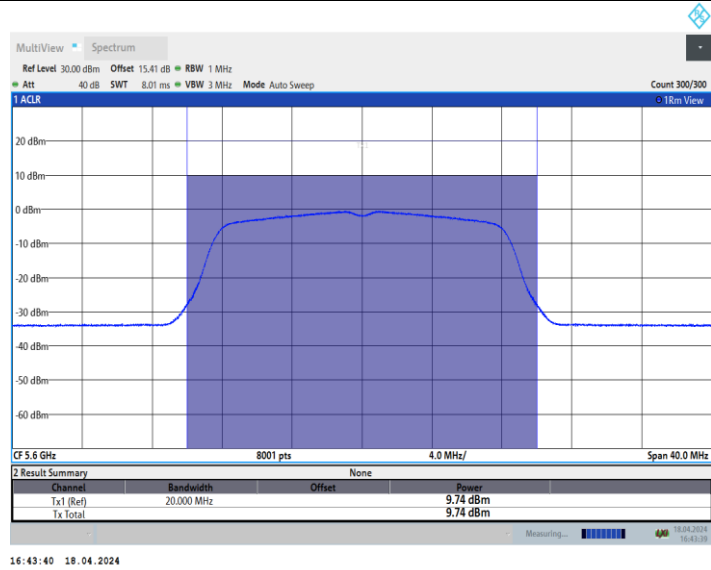 MultiView Spectrum
Ref Level 30.00 dBm Offset 15.41 dB RBW 1 MHz
Att 40 dB SWT 8.01 ms VBW 3 MHz Mode Auto Sweep Count 300/300
1 ACLR 1Rm View
20 dBm
10 dBm
0 dBm
-10 dBm
-20 dBm
-30 dBm
-40 dBm
-50 dBm
-60 dBm
CF 5.6 GHz 8001 pts 4.0 MHz/ Span 40.0 MHz
2 Result Summary None
Channel Bandwidth Offset Power
Tx1 (Ref) 20.000 MHz 9.74 dBm
Tx Total 9.74 dBm
Measuring... 18.04.2024
16:43:39
16:43:40 18.04.2024